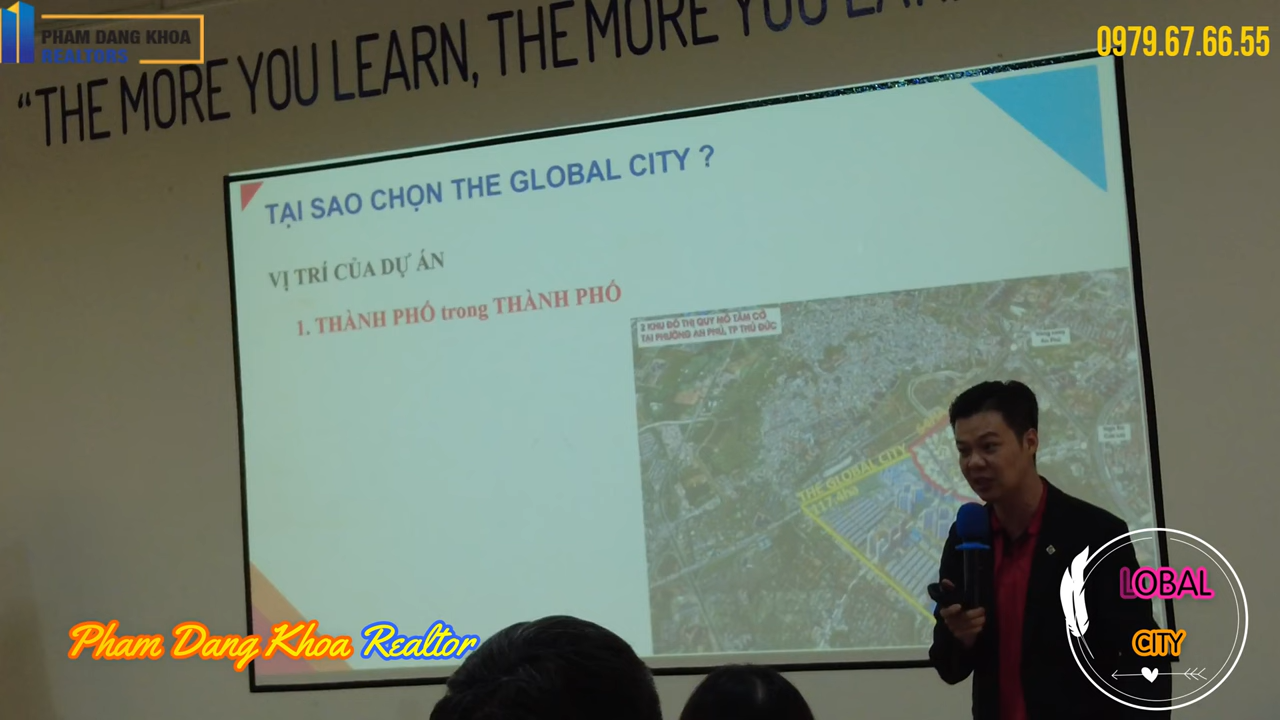 PHAM DANG KHOA
REALTORS
0979.67.66.55
“THE MORE YOU LEARN, THE MORE YOU LEARN
TẠI SAO CHỌN THE GLOBAL CITY ?
VỊ TRÍ CỦA DỰ ÁN
1. THÀNH PHỐ trong THÀNH PHỐ
2 KHU ĐÔ THỊ QUY MÔ TẦM CỠ
TẠI PHƯỜNG AN PHÚ, TP THỦ ĐỨC
THE GLOBAL CITY
Pham Dang Khoa Realtor
LOBAL
CITY